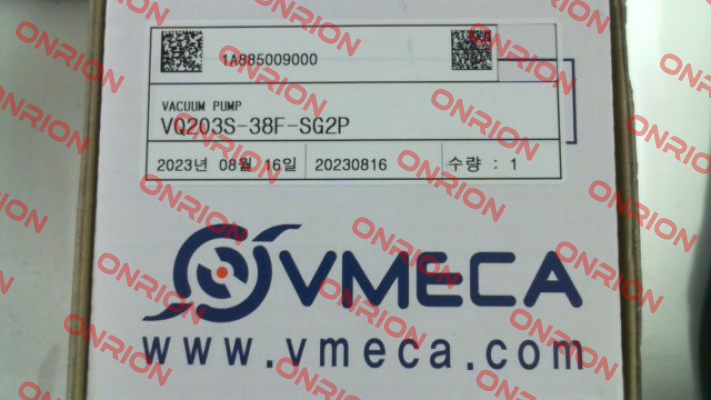 1A885009000
VACUUM PUMP
VQ203S-38F-SG2P
2023년 08월 16일 20230816 수량 : 1
VMECA
www.vmeca.com
ONRION